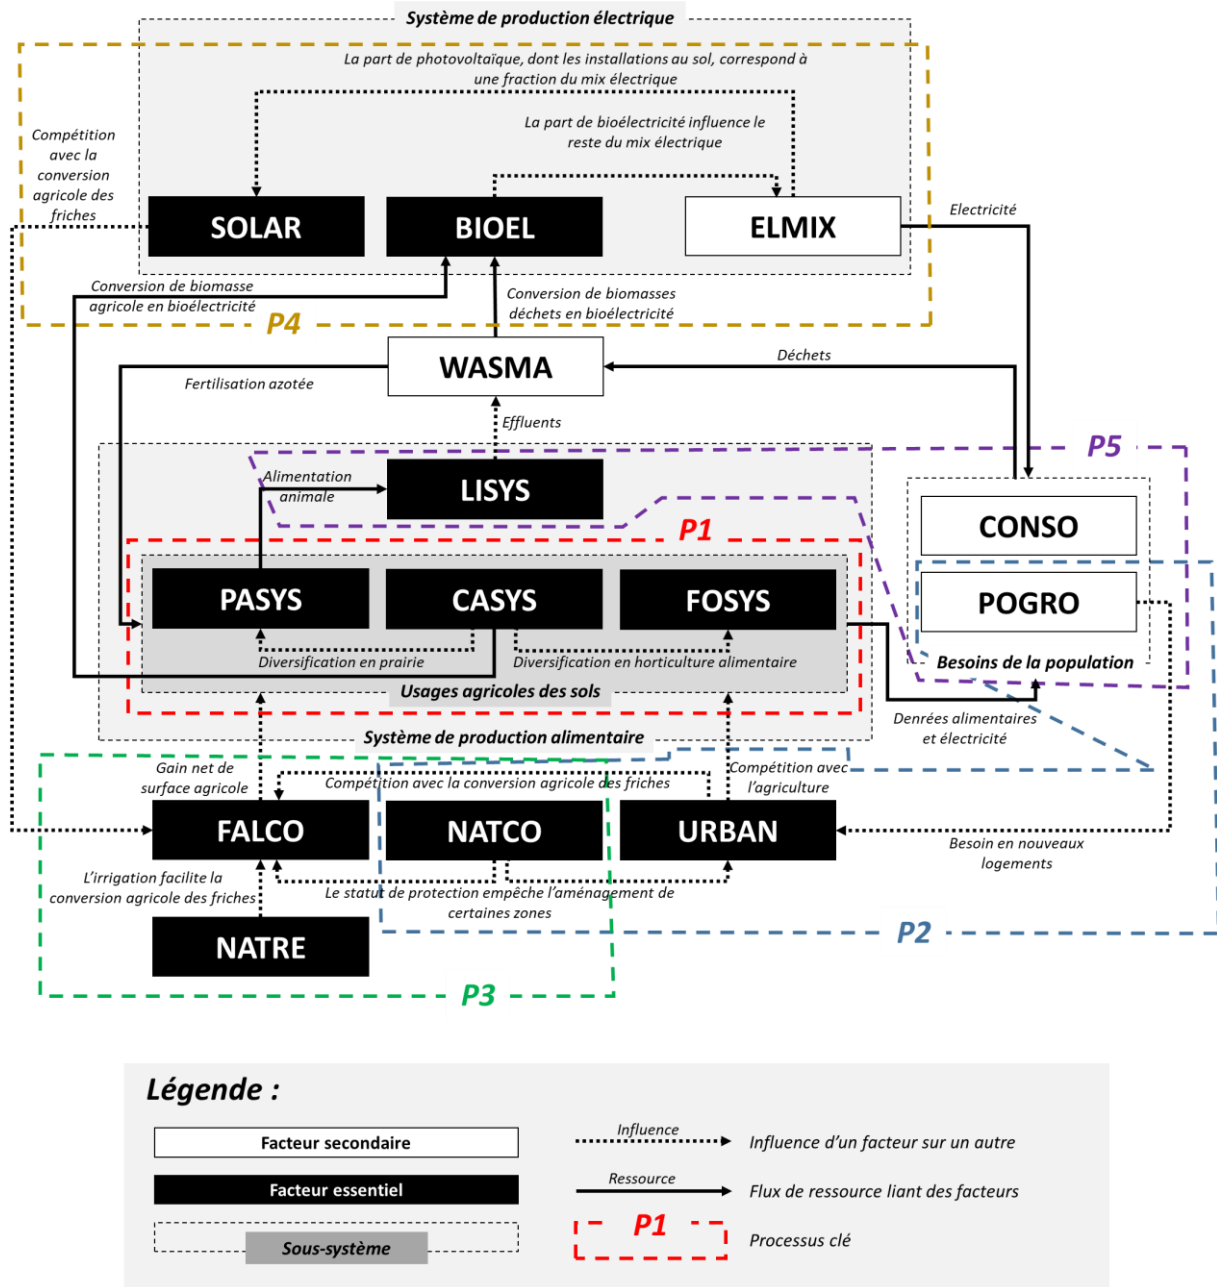 Système de production électrique
La part de photovoltaïque, dont les installations au sol, correspond à
une fraction du mix électrique
Compétition
avec la
conversion
agricole des
friches
La part de bioélectricité influence le
reste du mix électrique
SOLAR
BIOEL
ELMIX
Electricité
Conversion de biomasse
agricole en bioélectricité
Conversion de biomasses
déchets en bioélectricité
P4
WASMA
Déchets
Fertilisation azotée
Effluents
P5
Alimentation
animale
LISYS
CONSO
P1
PASYS
CASYS
FOSYS
POGRO
Diversification en prairie
Diversification en horticulture alimentaire
Besoins de la population
Usages agricoles des sols
Denrées alimentaires
et électricité
Système de production alimentaire
Gain net de
surface agricole
Compétition avec la conversion agricole des friches
Compétition avec
l'agriculture
FALCO
NATCO
URBAN
Besoin en nouveaux
logements
L'irrigation facilite la
conversion agricole des friches
Le statut de protection empêche l'aménagement de
certaines zones
NATRE
P2
P3
Légende :
Facteur secondaire
Influence
Influence d'un facteur sur un autre
Facteur essentiel
Ressource
Flux de ressource liant des facteurs
Sous-système
P1
Processus clé